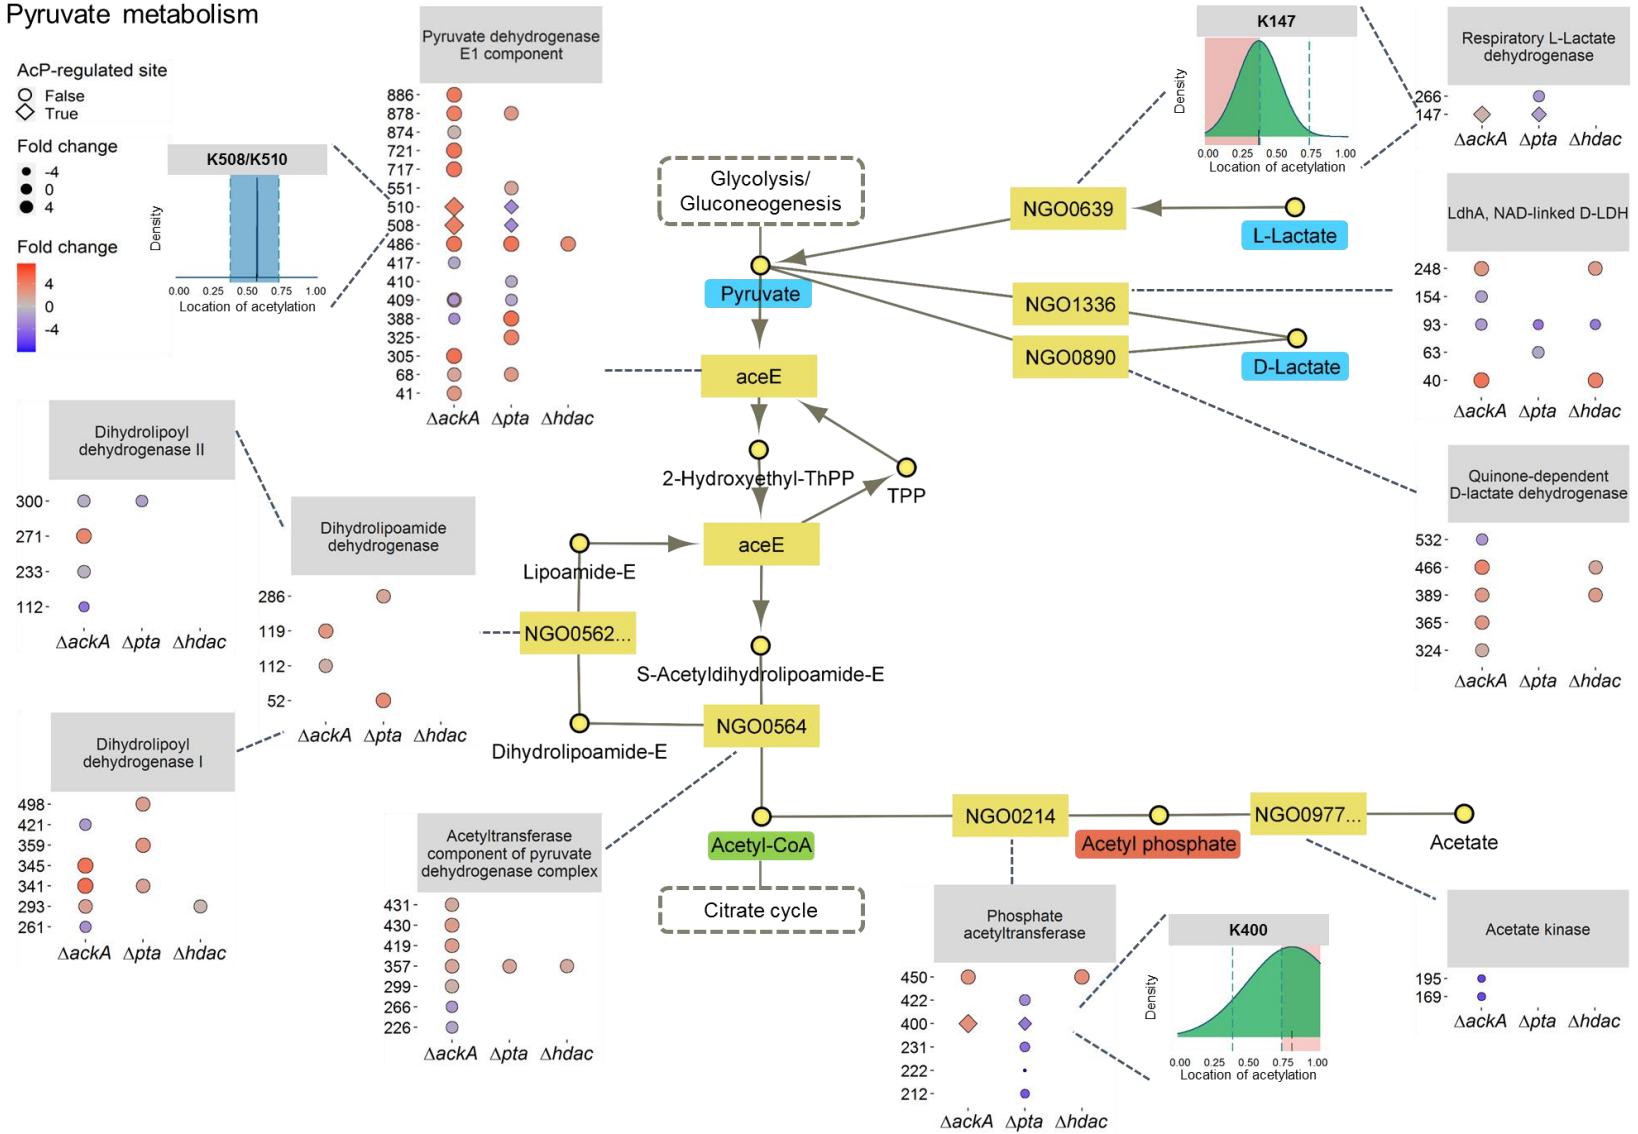 Pyruvate metabolism
AcP-regulated site
False
True
Fold change
-4
0
4
Fold change
4
0
-4
K508/K510
Density
0.00 0.25 0.50 0.75 1.00
Location of acetylation
Pyruvate dehydrogenase
E1 component
886
878
874
721
717
551
510
508
486
417
410
409
388
325
305
68
41
ΔackA Δpta Δhdac
Glycolysis/
Gluconeogenesis
Pyruvate
aceE
2-Hydroxyethyl-ThPP
TPP
aceE
Lipoamide-E
NGO0562...
S-Acetyldihydrolipoamide-E
Dihydrolipoamide-E
NGO0564
Acetyl-CoA
Citrate cycle
NGO0639
L-Lactate
NGO1336
NGO0890
D-Lactate
NGO0214
Acetyl phosphate
NGO0977...
Acetate
K147
Density
0.00 0.25 0.50 0.75 1.00
Location of acetylation
Respiratory L-Lactate
dehydrogenase
266
147
ΔackA Δpta Δhdac
LdhA, NAD-linked D-LDH
248
154
93
63
40
ΔackA Δpta Δhdac
Quinone-dependent
D-lactate dehydrogenase
532
466
389
365
324
ΔackA Δpta Δhdac
Dihydrolipoyl
dehydrogenase II
300
271
233
112
ΔackA Δpta Δhdac
Dihydrolipoamide
dehydrogenase
286
119
112
52
ΔackA Δpta Δhdac
Dihydrolipoyl
dehydrogenase I
498
421
359
345
341
293
261
ΔackA Δpta Δhdac
Acetyltransferase
component of pyruvate
dehydrogenase complex
431
430
419
357
299
266
226
ΔackA Δpta Δhdac
Phosphate
acetyltransferase
450
422
400
231
222
212
ΔackA Δpta Δhdac
K400
Density
0.00 0.25 0.50 0.75 1.00
Location of acetylation
Acetate kinase
195
169
ΔackA Δpta Δhdac